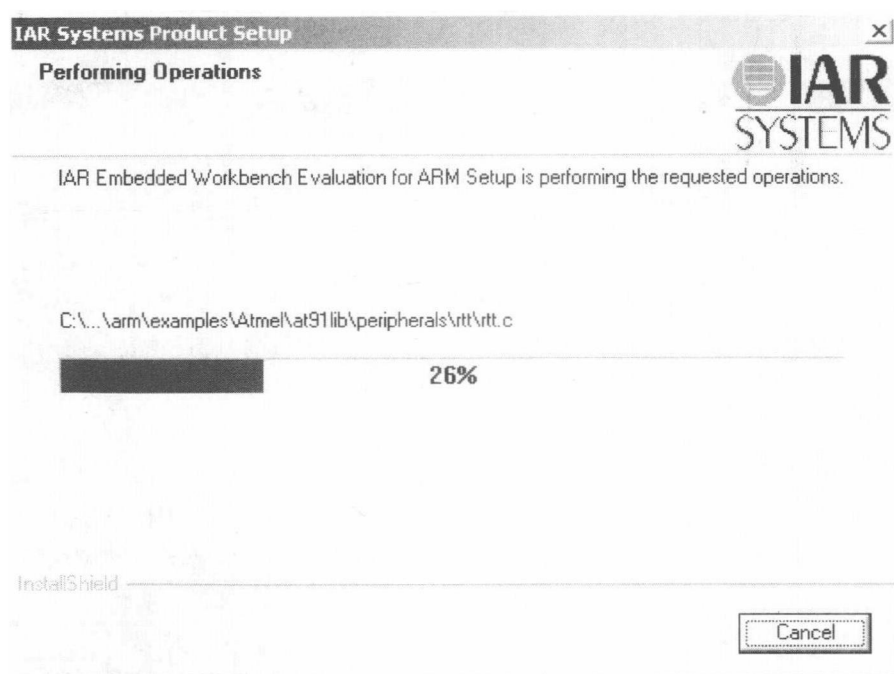 IAR Systems Product Setup
Performing Operations
IAR
SYSTEMS
IAR Embedded Workbench Evaluation for ARM Setup is performing the requested operations.
C:\...\arm\examples\Atmel\at91lib\peripherals\rtt\rtt.c
26%
InstallShield
Cancel